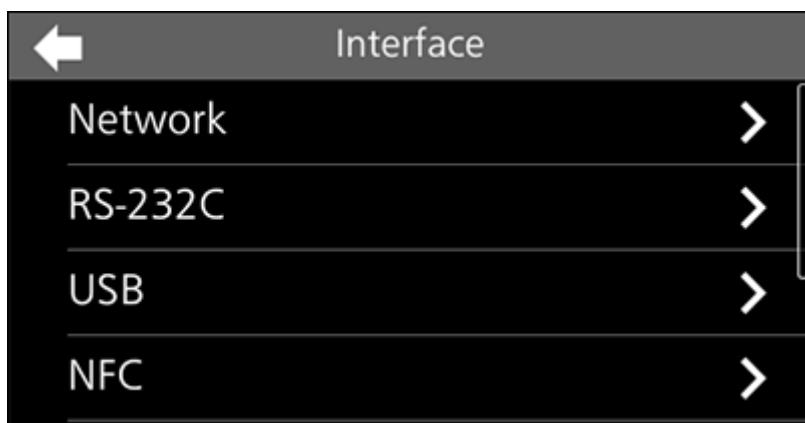 Interface
Network
RS-232C
USB
NFC